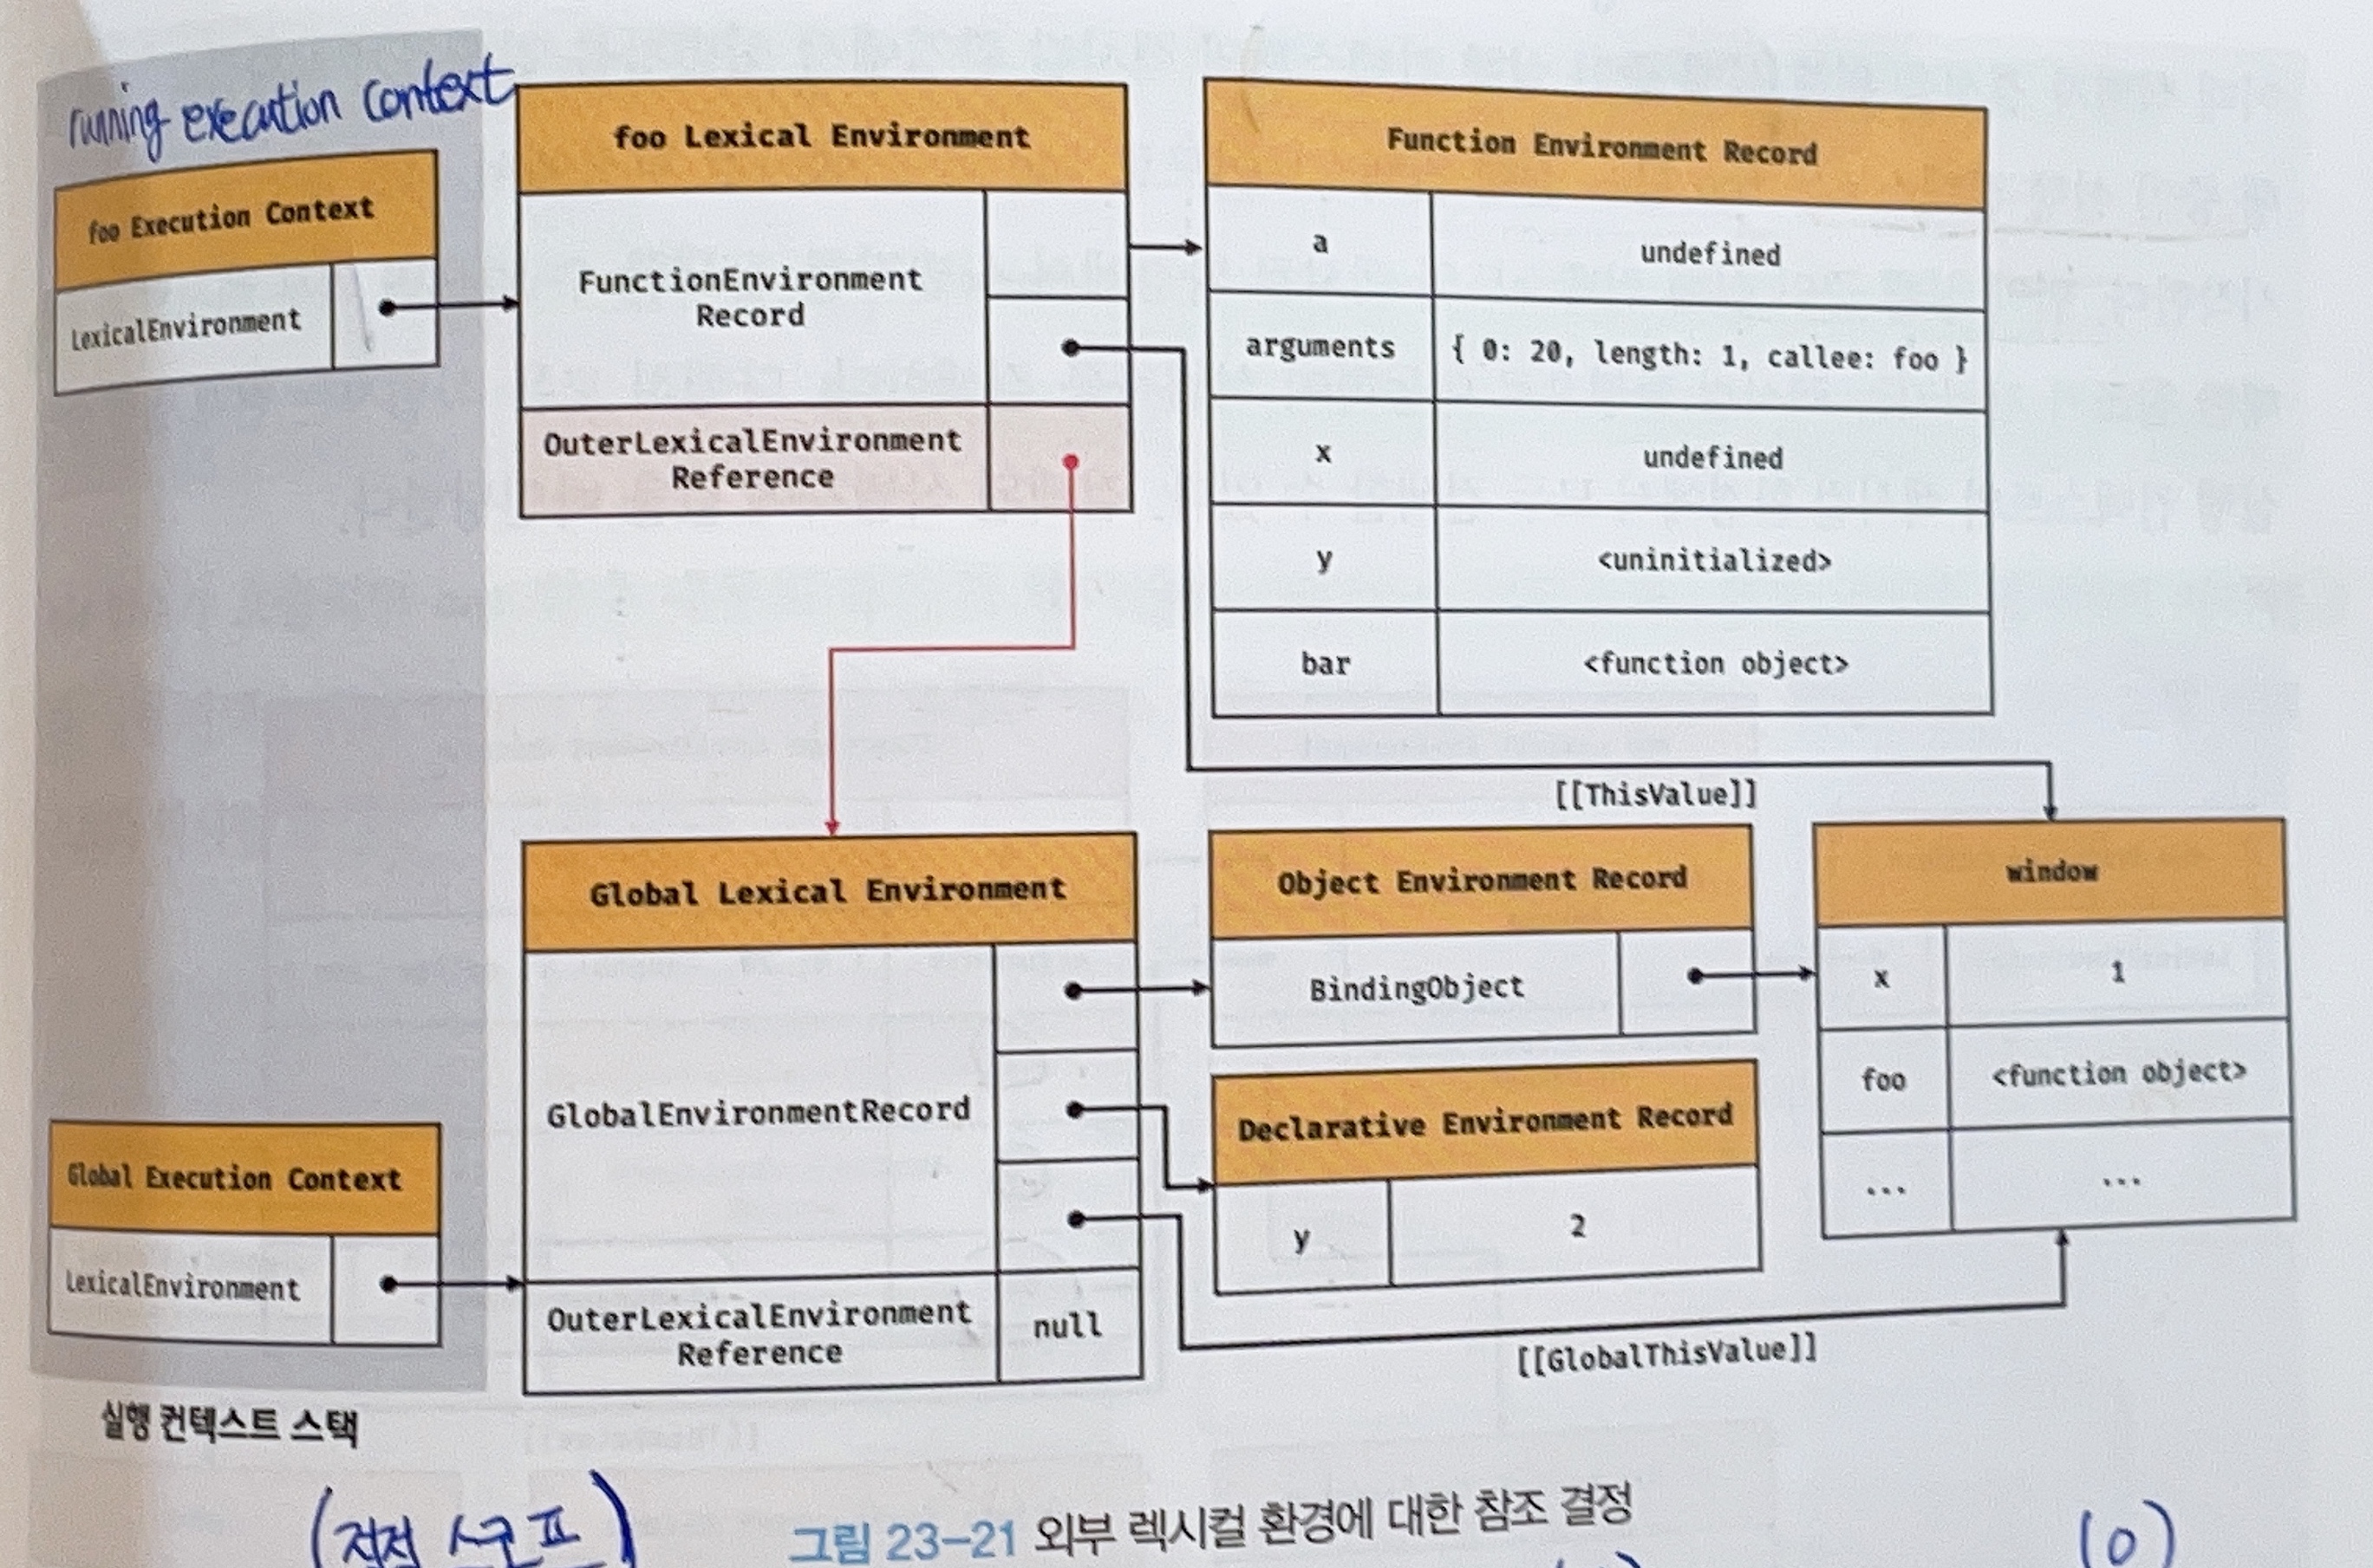 running execution context
foo Execution Context
LexicalEnvironment
foo Lexical Environment
FunctionEnvironment
Record
OuterLexicalEnvironment
Reference
Function Environment Record
a undefined
arguments { 0: 20, length: 1, callee: foo }
x undefined
y <uninitialized>
bar <function object>
[[ThisValue]]
Global Execution Context
LexicalEnvironment
Global Lexical Environment
GlobalEnvironmentRecord
OuterLexicalEnvironment
Reference
null
Object Environment Record
BindingObject
Declarative Environment Record
y 2
window
x 1
foo <function object>
... ...
[[GlobalThisValue]]
실행 컨텍스트 스택
(정적 스코프)
그림 23-21 외부 렉시컬 환경에 대한 참조 결정
(0)